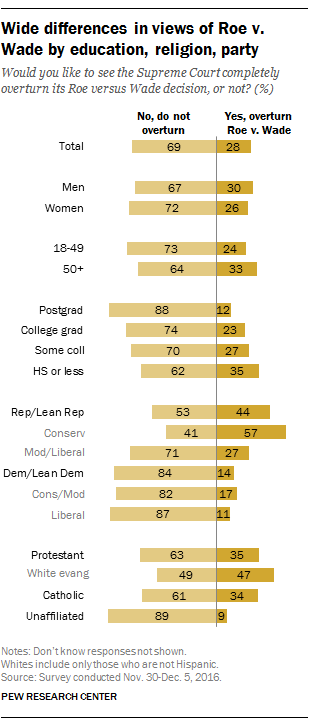 Wide differences in views of Roe v.
Wade by education, religion, party
Would you like to see the Supreme Court completely
overturn its Roe versus Wade decision, or not? (%)
No, do not overturn Yes, overturn Roe v. Wade
Total 69 28
Men 67 30
Women 72 26
18-49 73 24
50+ 64 33
Postgrad 88 12
College grad 74 23
Some coll 70 27
HS or less 62 35
Rep/Lean Rep 53 44
Conserv 41 57
Mod/Liberal 71 27
Dem/Lean Dem 84 14
Cons/Mod 82 17
Liberal 87 11
Protestant 63 35
White evang 49 47
Catholic 61 34
Unaffiliated 89 9
Notes: Don't know responses not shown.
Whites include only those who are not Hispanic.
Source: Survey conducted Nov. 30-Dec. 5, 2016.
PEW RESEARCH CENTER